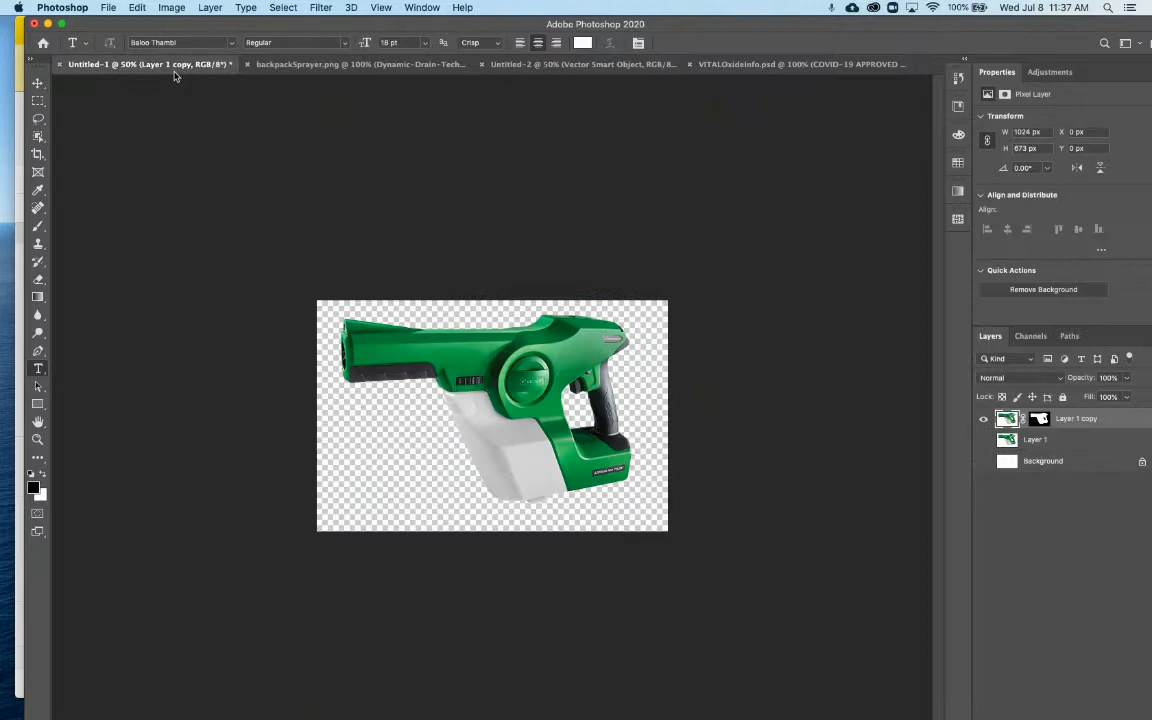 Photoshop File Edit Image Layer Type Select Filter 3D View Window Help 100% Wed Jul 8 11:37 AM
Adobe Photoshop 2020
T Baloo Thambi Regular 18 pt Crisp
Untitled-1 @ 50% (Layer 1 copy, RGB/8*) * backpackSprayer.png @ 100% (Dynamic-Drain-Tech... Untitled-2 @ 50% (Vector Smart Object, RGB/8... VITALOxideInfo.psd @ 100% (COVID-19 APPROVED ...
Properties Adjustments
Pixel Layer
Transform
W 1024 px X 0 px
H 673 px Y 0 px
0.00°
Align and Distribute
Align:
Quick Actions
Remove Background
Layers Channels Paths
Kind
Normal Opacity: 100%
Lock: Fill: 100%
Layer 1 copy
Layer 1
Background